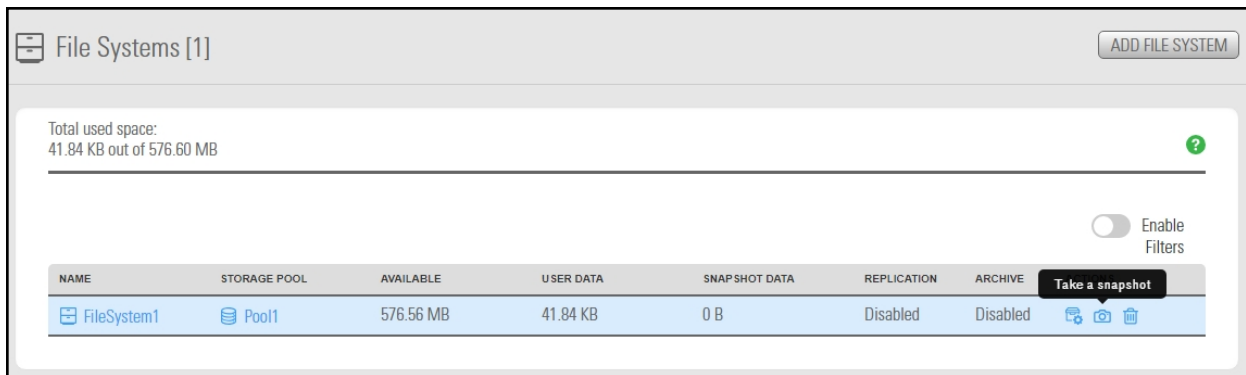 File Systems [1]
ADD FILE SYSTEM
Total used space:
41.84 KB out of 576.60 MB
?
Enable
Filters
NAME STORAGE POOL AVAILABLE USER DATA SNAPSHOT DATA REPLICATION ARCHIVE
Take a snapshot
FileSystem1 Pool1 576.56 MB 41.84 KB 0 B Disabled Disabled